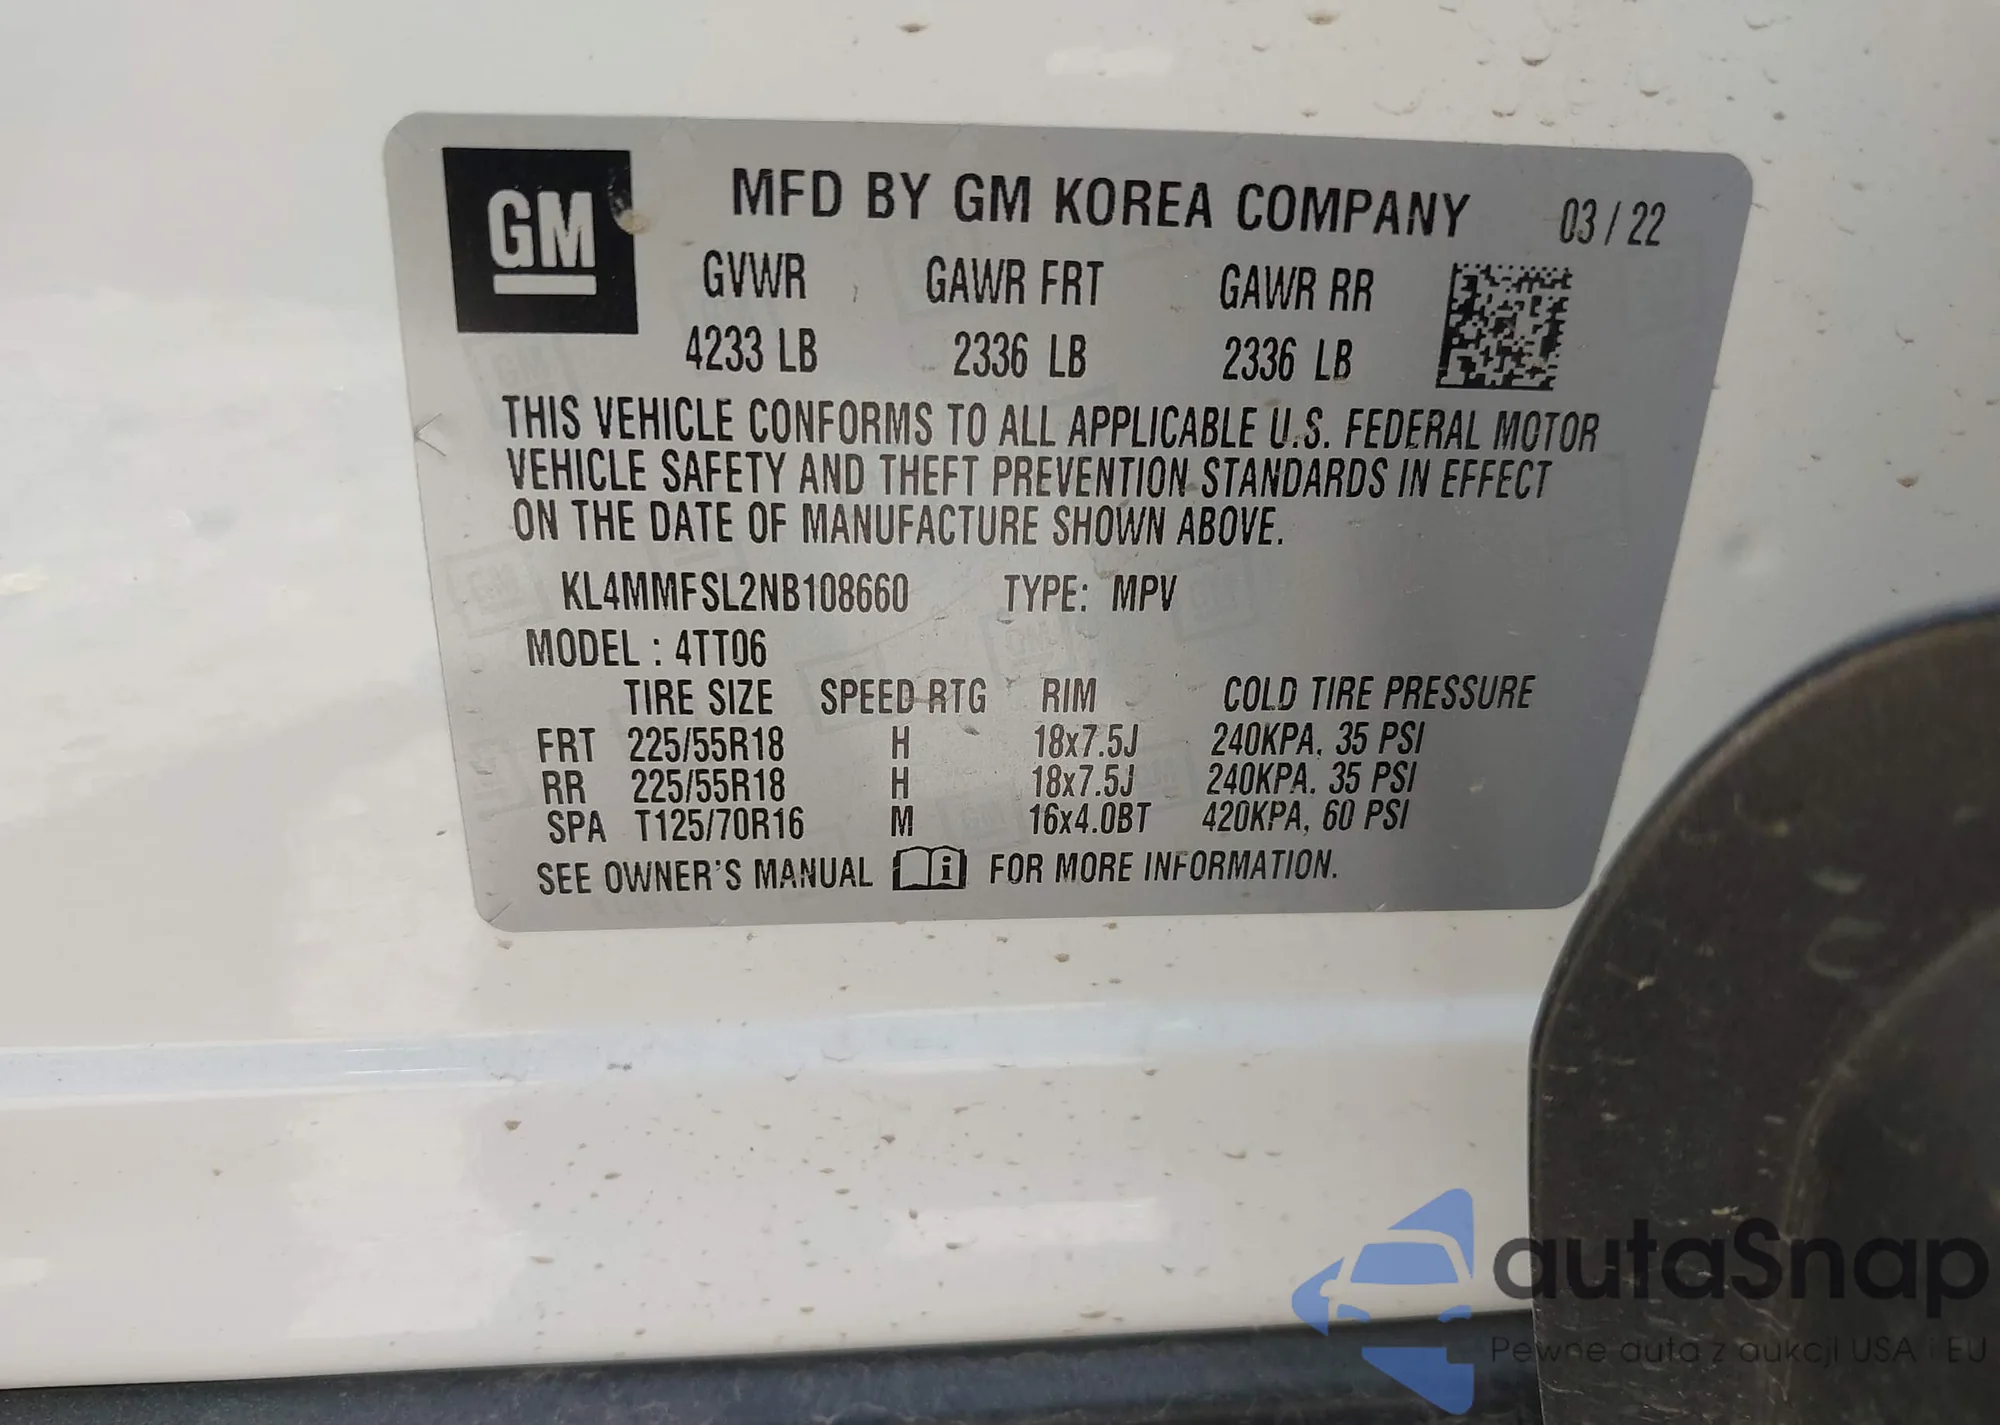 GM
MFD BY GM KOREA COMPANY 03 / 22
GVWR GAWR FRT GAWR RR
4233 LB 2336 LB 2336 LB
THIS VEHICLE CONFORMS TO ALL APPLICABLE U.S. FEDERAL MOTOR
VEHICLE SAFETY AND THEFT PREVENTION STANDARDS IN EFFECT
ON THE DATE OF MANUFACTURE SHOWN ABOVE.
KL4MMFSL2NB108660 TYPE: MPV
MODEL : 4TT06
TIRE SIZE SPEED RTG RIM COLD TIRE PRESSURE
FRT 225/55R18 H 18x7.5J 240KPA, 35 PSI
RR 225/55R18 H 18x7.5J 240KPA, 35 PSI
SPA T125/70R16 M 16x4.0BT 420KPA, 60 PSI
SEE OWNER'S MANUAL i FOR MORE INFORMATION.
autaSnap
Pewne auta z aukcji USA i EU